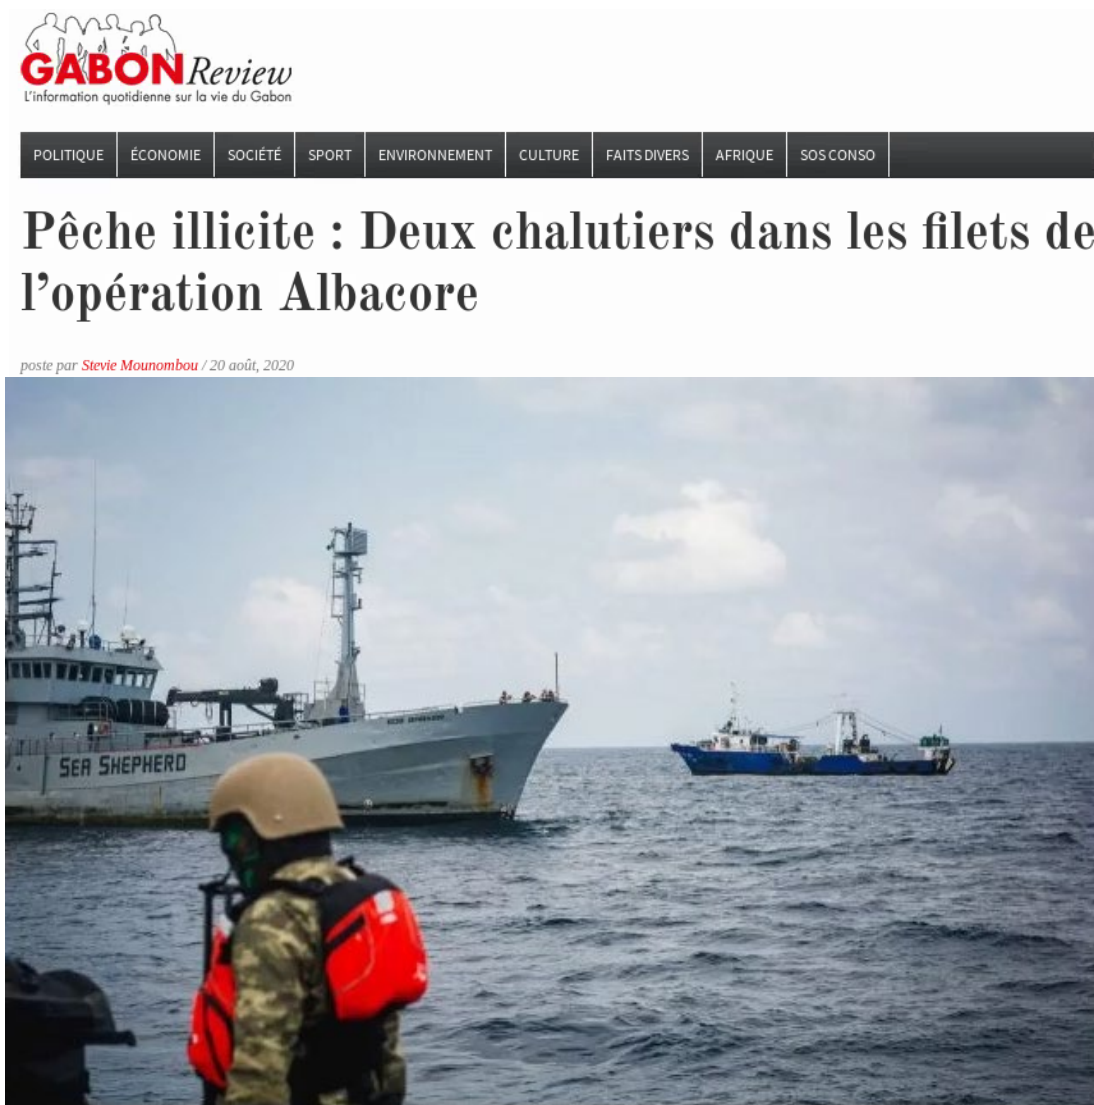 GABON Review
L'information quotidienne sur la vie du Gabon
POLITIQUE ÉCONOMIE SOCIÉTÉ SPORT ENVIRONNEMENT CULTURE FAITS DIVERS AFRIQUE SOS CONSO
Pêche illicite : Deux chalutiers dans les filets de
l’opération Albacore
poste par Stevie Mounombou / 20 août, 2020
SEA SHEPHERD